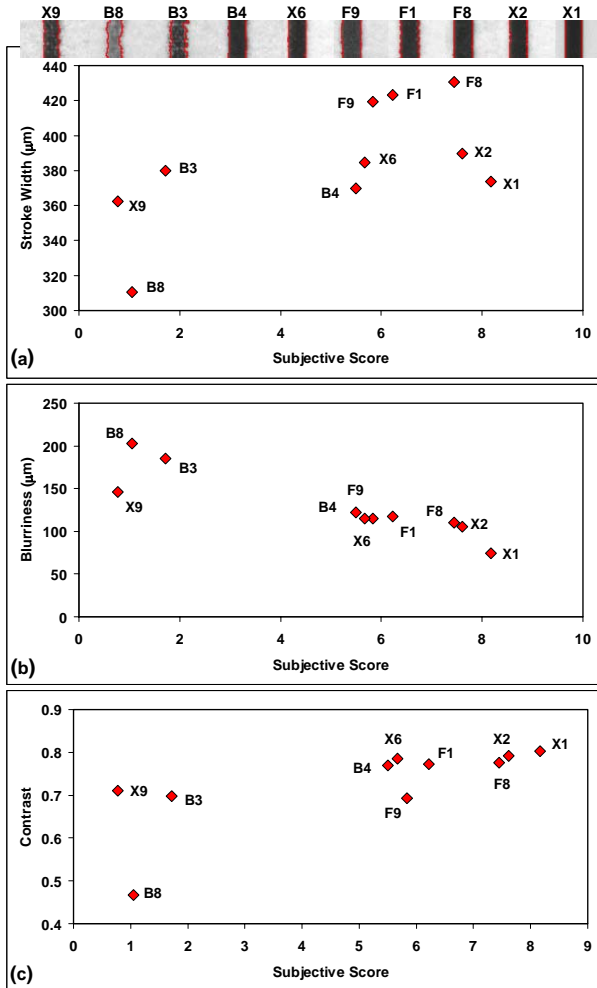 X9 B8 B3 B4 X6 F9 F1 F8 X2 X1
440
420
400
380
360
340
320
300
Stroke Width (µm)
F9 F1 F8
X6 X2
B3
B4 X1
X9
B8
0 2 4 6 8 10
(a) Subjective Score
250
200
150
100
50
0
Blurriness (µm)
B8
B3
X9
F9
B4 F8 X2
X6 F1
X1
0 2 4 6 8 10
(b) Subjective Score
0.9
0.8
0.7
0.6
0.5
0.4
Contrast
X6 F1 X2 X1
B4
X9 B3 F9 F8
B8
0 1 2 3 4 5 6 7 8 9
(c) Subjective Score